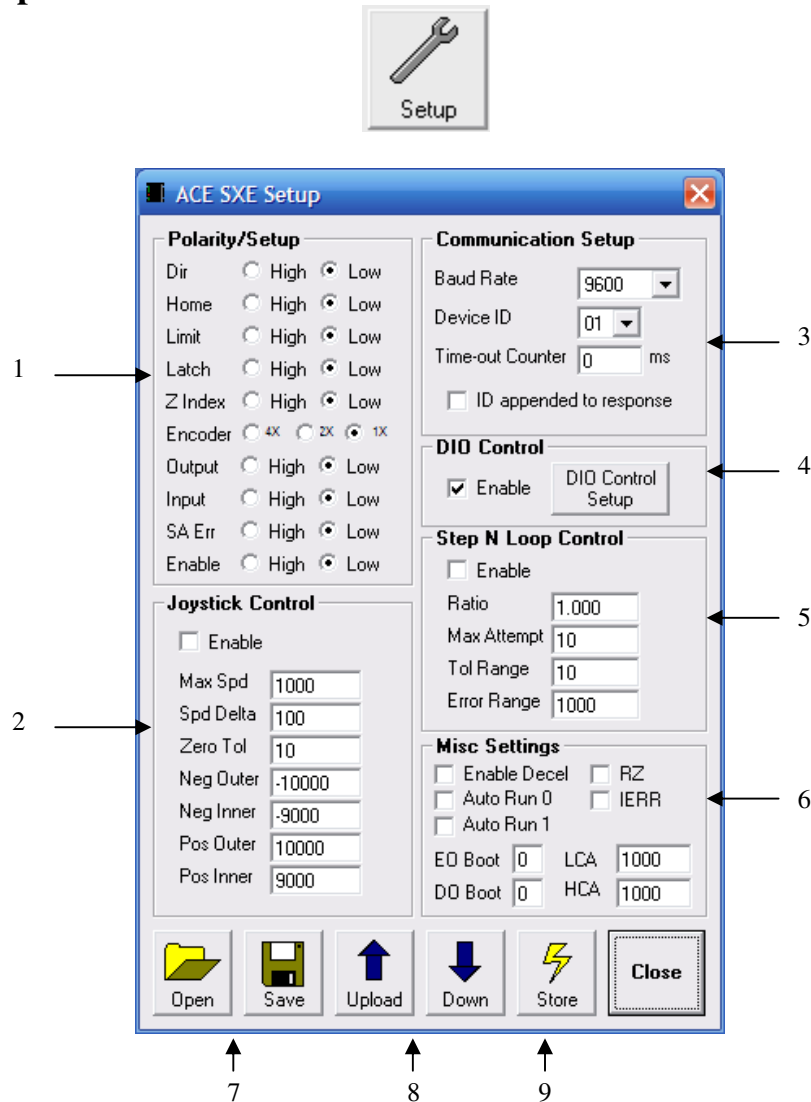 Setup
ACE SXE Setup
Polarity/Setup
Dir High Low
Home High Low
Limit High Low
Latch High Low
Z Index High Low
Encoder 4X 2X 1X
Output High Low
Input High Low
SA Err High Low
Enable High Low
1
Joystick Control
Enable
Max Spd 1000
Spd Delta 100
Zero Tol 10
Neg Outer -10000
Neg Inner -9000
Pos Outer 10000
Pos Inner 9000
2
Communication Setup
Baud Rate 9600
Device ID 01
Time-out Counter 0 ms
ID appended to response
3
DIO Control
Enable DIO Control
Setup
4
Step N Loop Control
Enable
Ratio 1.000
Max Attempt 10
Tol Range 10
Error Range 1000
5
Misc Settings
Enable Decel RZ
Auto Run 0 IERR
Auto Run 1
EO Boot 0 LCA 1000
DO Boot 0 HCA 1000
6
Open Save Upload Down Store Close
7 8 9